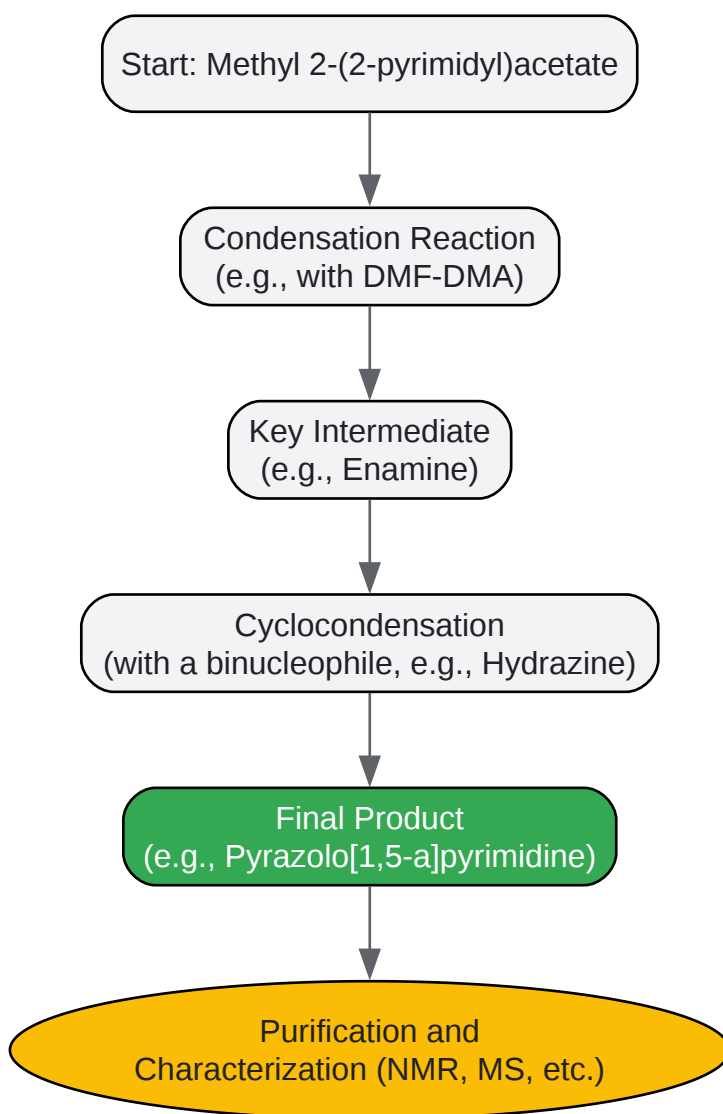 Start: Methyl 2-(2-pyrimidyl)acetate
Condensation Reaction
(e.g., with DMF-DMA)
Key Intermediate
(e.g., Enamine)
Cyclocondensation
(with a binucleophile, e.g., Hydrazine)
Final Product
(e.g., Pyrazolo[1,5-a]pyrimidine)
Purification and
Characterization (NMR, MS, etc.)